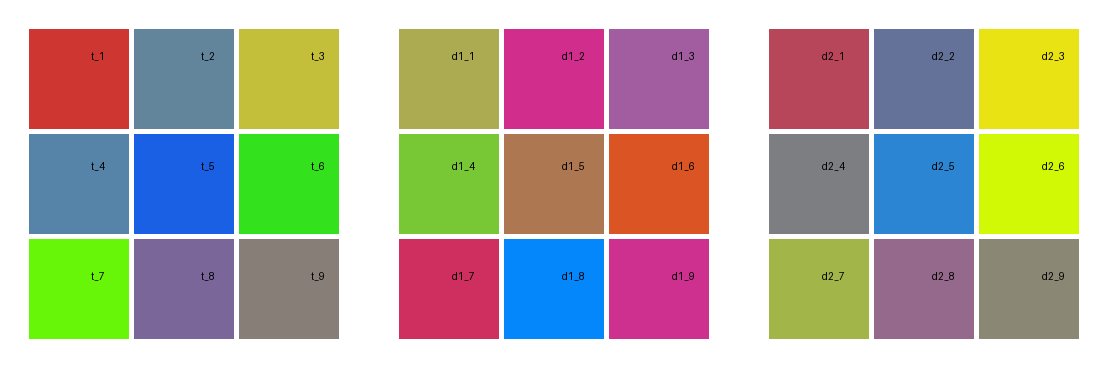 t_1 t_2 t_3 d1_1 d1_2 d1_3 d2_1 d2_2 d2_3
t_4 t_5 t_6 d1_4 d1_5 d1_6 d2_4 d2_5 d2_6
t_7 t_8 t_9 d1_7 d1_8 d1_9 d2_7 d2_8 d2_9